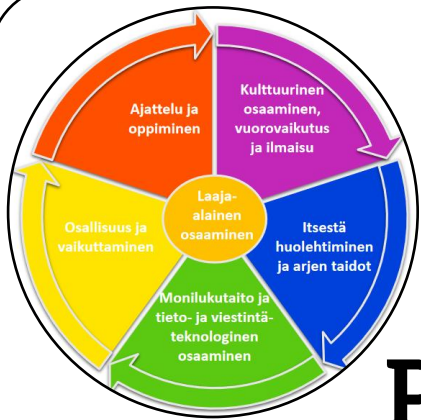 Ajattelu ja
oppiminen
Kulttuurinen
osaaminen,
vuorovaikutus
ja ilmaisu
Laaja-
alainen
osaaminen
Osallisuus ja
vaikuttaminen
Itsestä
huolehtiminen
ja arjen taidot
Monilukutaito ja
tieto- ja viestintä-
teknologinen
osaaminen
P